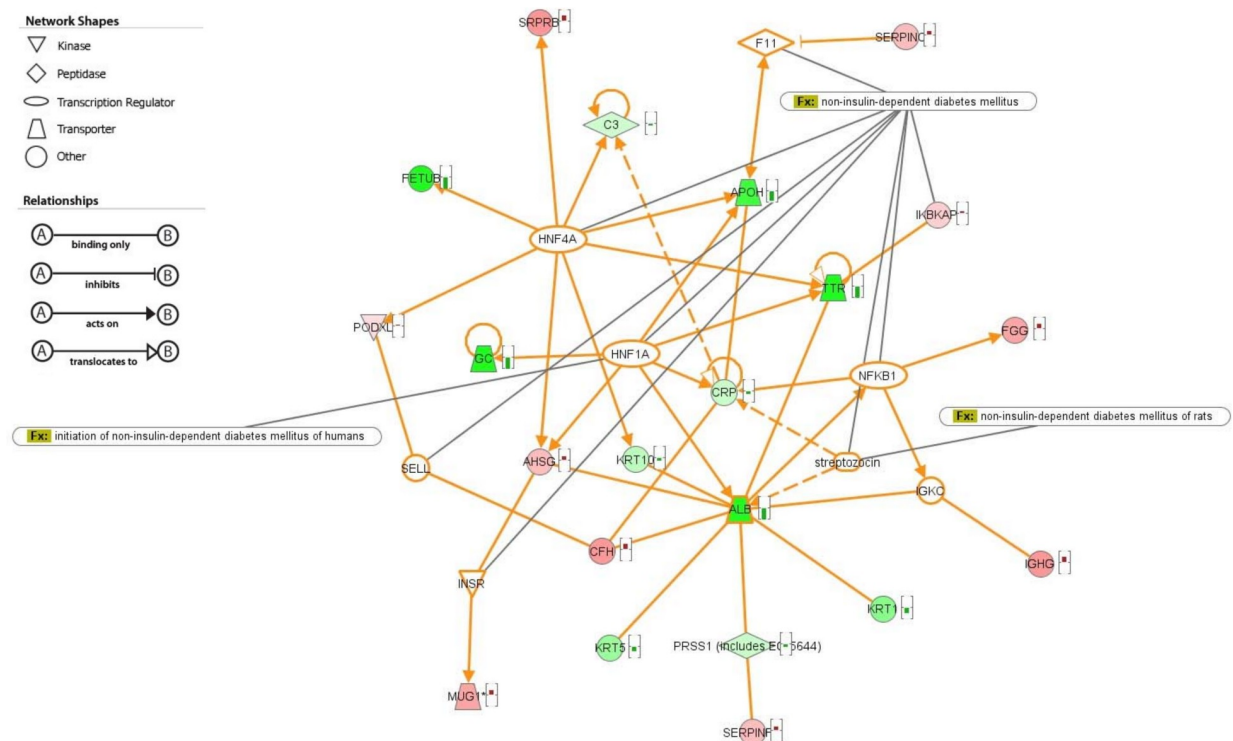 Network Shapes
Kinase
Peptidase
Transcription Regulator
Transporter
Other
Relationships
A B
binding only
A B
inhibits
A B
acts on
A B
translocates to
SRPRB
F11
SERPINC
Fx: non-insulin-dependent diabetes mellitus
C3
FETUB
APOH
IKBKAP
HNF4A
TTR
PODXL
FGG
GC
HNF1A
NFKB1
CRP
Fx: non-insulin-dependent diabetes mellitus of rats
Fx: initiation of non-insulin-dependent diabetes mellitus of humans
SELL
AHSG
KRT10
streptozocin
IGKC
ALB
CFH
IGHG
INSR
KRT1
KRT5
PRSS1 (includes
5644)
MUG1*
SERPINF